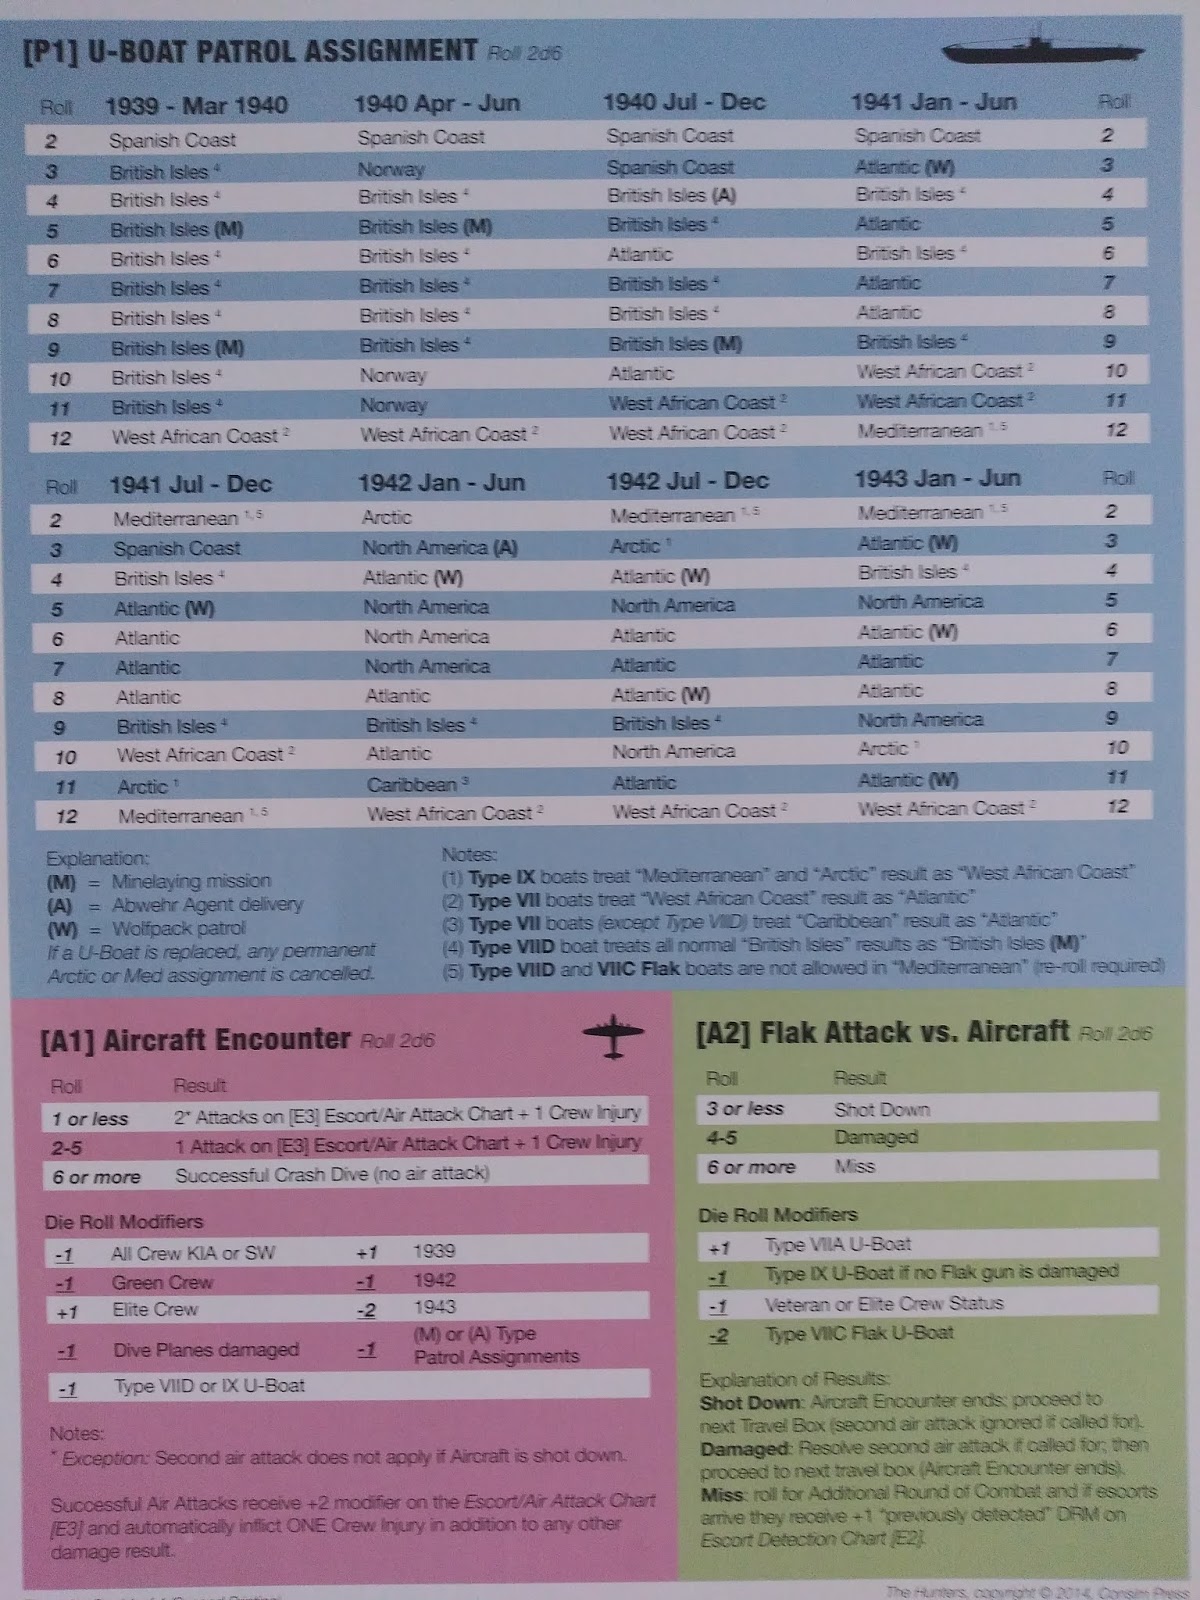 [P1] U-BOAT PATROL ASSIGNMENT Roll 2d6
Roll 1939 - Mar 1940 1940 Apr - Jun 1940 Jul - Dec 1941 Jan - Jun Roll
2 Spanish Coast Spanish Coast Spanish Coast Spanish Coast 2
3 British Isles 4 Norway Spanish Coast Atlantic (W) 3
4 British Isles 4 British Isles 4 British Isles (A) British Isles 4 4
5 British Isles (M) British Isles (M) British Isles 4 Atlantic 5
6 British Isles 4 British Isles 4 Atlantic British Isles 4 6
7 British Isles 4 British Isles 4 British Isles 4 Atlantic 7
8 British Isles 4 British Isles 4 British Isles 4 Atlantic 8
9 British Isles (M) British Isles 4 British Isles (M) British Isles 4 9
10 British Isles 4 Norway Atlantic West African Coast 2 10
11 British Isles 4 Norway West African Coast 2 West African Coast 2 11
12 West African Coast 2 West African Coast 2 West African Coast 2 Mediterranean 1, 5 12
Roll 1941 Jul - Dec 1942 Jan - Jun 1942 Jul - Dec 1943 Jan - Jun Roll
2 Mediterranean 1, 5 Arctic Mediterranean 1, 5 Mediterranean 1, 5 2
3 Spanish Coast North America (A) Arctic 1 Atlantic (W) 3
4 British Isles 4 Atlantic (W) Atlantic (W) British Isles 4 4
5 Atlantic (W) North America North America North America 5
6 Atlantic North America Atlantic Atlantic (W) 6
7 Atlantic North America Atlantic Atlantic 7
8 Atlantic Atlantic Atlantic (W) Atlantic 8
9 British Isles 4 British Isles 4 British Isles 4 North America 9
10 West African Coast 2 Atlantic North America Arctic 1 10
11 Arctic 1 Caribbean 3 Atlantic Atlantic (W) 11
12 Mediterranean 1, 5 West African Coast 2 West African Coast 2 West African Coast 2 12
Explanation:
(M) = Minelaying mission
(A) = Abwehr Agent delivery
(W) = Wolfpack patrol
If a U-Boat is replaced, any permanent
Arctic or Med assignment is cancelled.
Notes:
(1) Type IX boats treat "Mediterranean" and "Arctic" result as "West African Coast"
(2) Type VII boats treat "West African Coast" result as "Atlantic"
(3) Type VII boats (except Type VIID) treat "Caribbean" result as "Atlantic"
(4) Type VIID boat treats all normal "British Isles" results as "British Isles (M)"
(5) Type VIID and VIIC Flak boats are not allowed in "Mediterranean" (re-roll required)
[A1] Aircraft Encounter Roll 2d6
Roll Result
1 or less 2* Attacks on [E3] Escort/Air Attack Chart + 1 Crew Injury
2-5 1 Attack on [E3] Escort/Air Attack Chart + 1 Crew Injury
6 or more Successful Crash Dive (no air attack)
Die Roll Modifiers
-1 All Crew KIA or SW +1 1939
-1 Green Crew -1 1942
+1 Elite Crew -2 1943
-1 Dive Planes damaged -1 (M) or (A) Type
Patrol Assignments
-1 Type VIID or IX U-Boat
Notes:
* Exception: Second air attack does not apply if Aircraft is shot down.
Successful Air Attacks receive +2 modifier on the Escort/Air Attack Chart
[E3] and automatically inflict ONE Crew Injury in addition to any other
damage result.
[A2] Flak Attack vs. Aircraft Roll 2d6
Roll Result
3 or less Shot Down
4-5 Damaged
6 or more Miss
Die Roll Modifiers
+1 Type VIIA U-Boat
-1 Type IX U-Boat if no Flak gun is damaged
-1 Veteran or Elite Crew Status
-2 Type VIIC Flak U-Boat
Explanation of Results:
Shot Down: Aircraft Encounter ends; proceed to
next Travel Box (second air attack ignored if called for).
Damaged: Resolve second air attack if called for; then
proceed to next travel box (Aircraft Encounter ends).
Miss: roll for Additional Round of Combat and if escorts
arrive they receive +1 "previously detected" DRM on
Escort Detection Chart [E2].
The Hunters, copyright © 2014, Consim Press